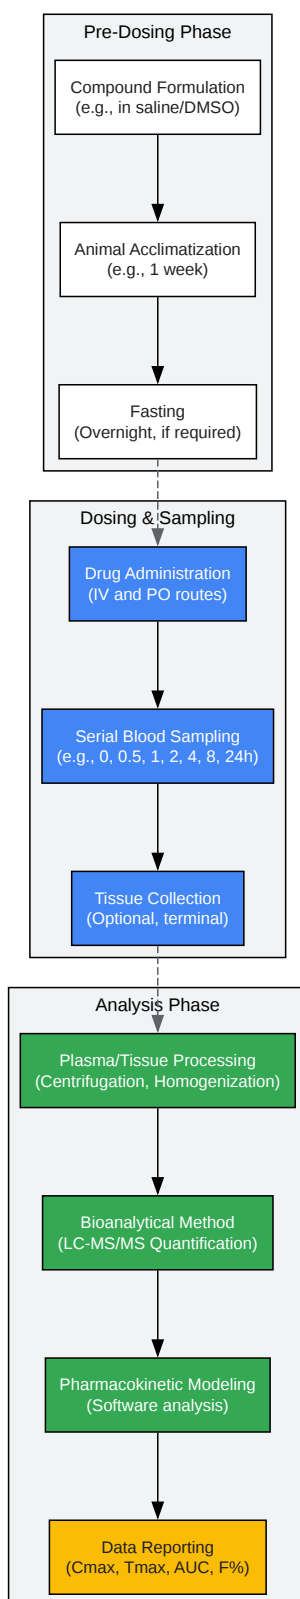 Pre-Dosing Phase
Compound Formulation
(e.g., in saline/DMSO)
Animal Acclimatization
(e.g., 1 week)
Fasting
(Overnight, if required)
Dosing & Sampling
Drug Administration
(IV and PO routes)
Serial Blood Sampling
(e.g., 0, 0.5, 1, 2, 4, 8, 24h)
Tissue Collection
(Optional, terminal)
Analysis Phase
Plasma/Tissue Processing
(Centrifugation, Homogenization)
Bioanalytical Method
(LC-MS/MS Quantification)
Pharmacokinetic Modeling
(Software analysis)
Data Reporting
(Cmax, Tmax, AUC, F%)